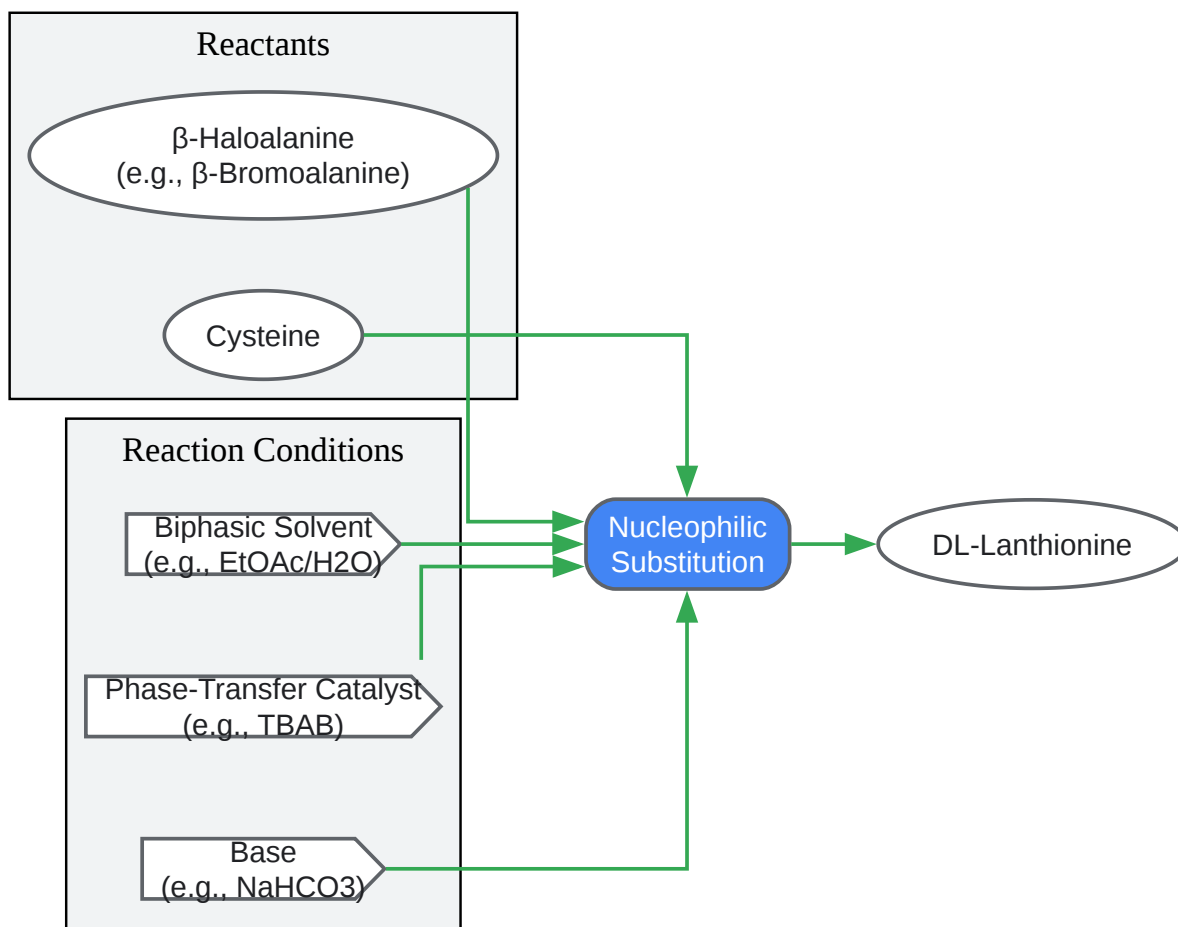 Reactants
β-Haloalanine
(e.g., β-Bromoalanine)
Cysteine
Reaction Conditions
Biphasic Solvent
(e.g., EtOAc/H2O)
Phase-Transfer Catalyst
(e.g., TBAB)
Base
(e.g., NaHCO3)
Nucleophilic
Substitution
DL-Lanthionine